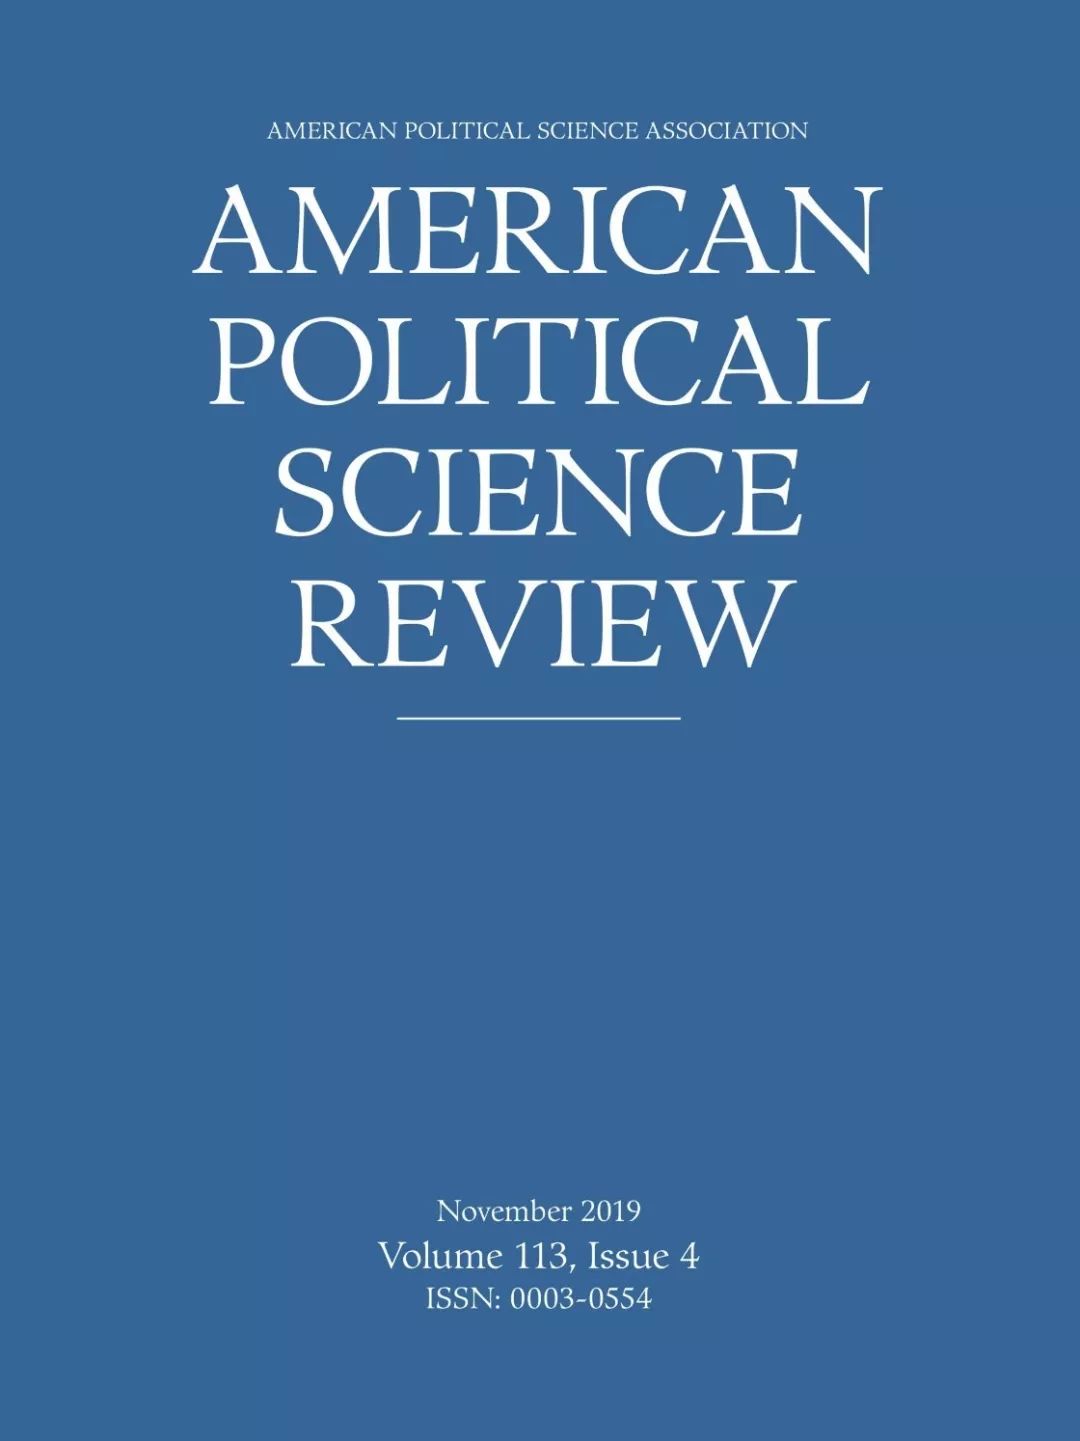 AMERICAN POLITICAL SCIENCE ASSOCIATION
AMERICAN
POLITICAL
SCIENCE
REVIEW
November 2019
Volume 113, Issue 4
ISSN: 0003-0554